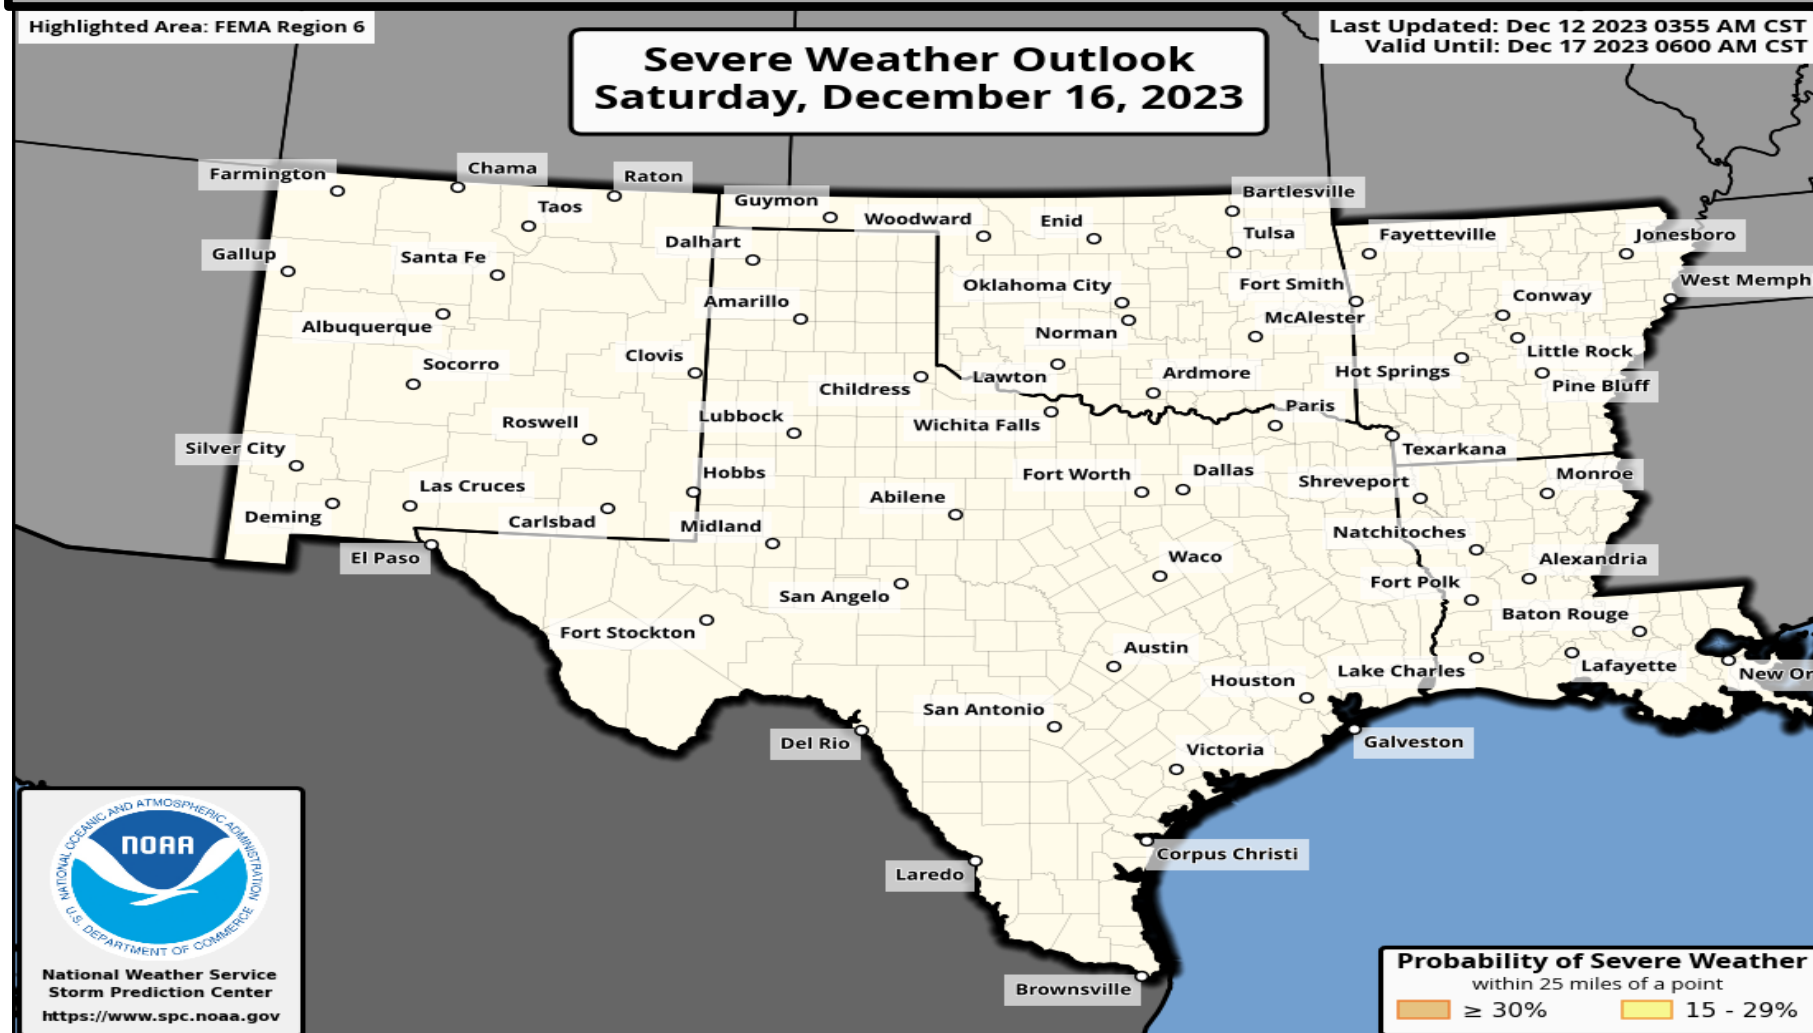 Highlighted Area: FEMA Region 6
Severe Weather Outlook
Saturday, December 16, 2023
Last Updated: Dec 12 2023 0355 AM CST
Valid Until: Dec 17 2023 0600 AM CST
Farmington
Chama
Raton
Taos
Guymon
Woodward
Enid
Bartlesville
Tulsa
Fayetteville
Jonesboro
Gallup
Santa Fe
Dalhart
Oklahoma City
Fort Smith
Conway
West Memph
Albuquerque
Amarillo
Norman
McAlester
Little Rock
Socorro
Clovis
Childress
Lawton
Ardmore
Hot Springs
Pine Bluff
Roswell
Lubbock
Wichita Falls
Paris
Texarkana
Silver City
Las Cruces
Hobbs
Abilene
Fort Worth
Dallas
Shreveport
Monroe
Deming
Carlsbad
Midland
Natchitoches
Alexandria
El Paso
San Angelo
Waco
Fort Polk
Baton Rouge
Fort Stockton
Austin
Houston
Lake Charles
Lafayette
New Or
San Antonio
Del Rio
Victoria
Galveston
Laredo
Corpus Christi
Brownsville
NATIONAL OCEANIC AND ATMOSPHERIC ADMINISTRATION
NOAA
U.S. DEPARTMENT OF COMMERCE
National Weather Service
Storm Prediction Center
https://www.spc.noaa.gov
Probability of Severe Weather
within 25 miles of a point
≥ 30%
15 - 29%